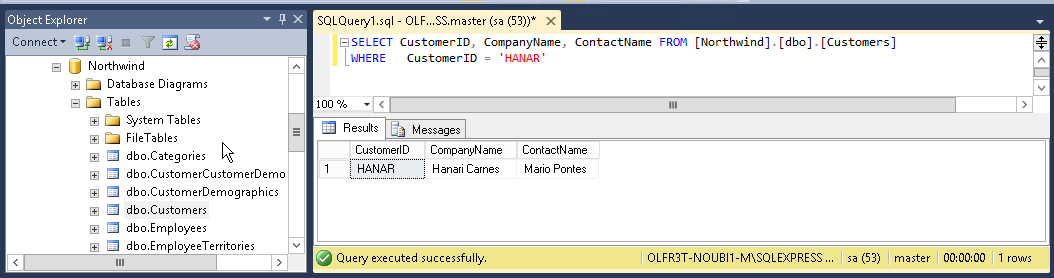 Object Explorer
Connect
Northwind
Database Diagrams
Tables
System Tables
FileTables
dbo.Categories
dbo.CustomerCustomerDemo
dbo.CustomerDemographics
dbo.Customers
dbo.Employees
dbo.EmployeeTerritories
SQLQuery1.sql - OLF...SS.master (sa (53))*
SELECT CustomerID, CompanyName, ContactName FROM [Northwind].[dbo].[Customers]
WHERE CustomerID = 'HANAR'
100 %
Results Messages
CustomerID CompanyName ContactName
1 HANAR Hanari Carnes Mario Pontes
Query executed successfully. OLFR3T-NOUBI1-M\SQLEXPRESS ... sa (53) master 00:00:00 1 rows